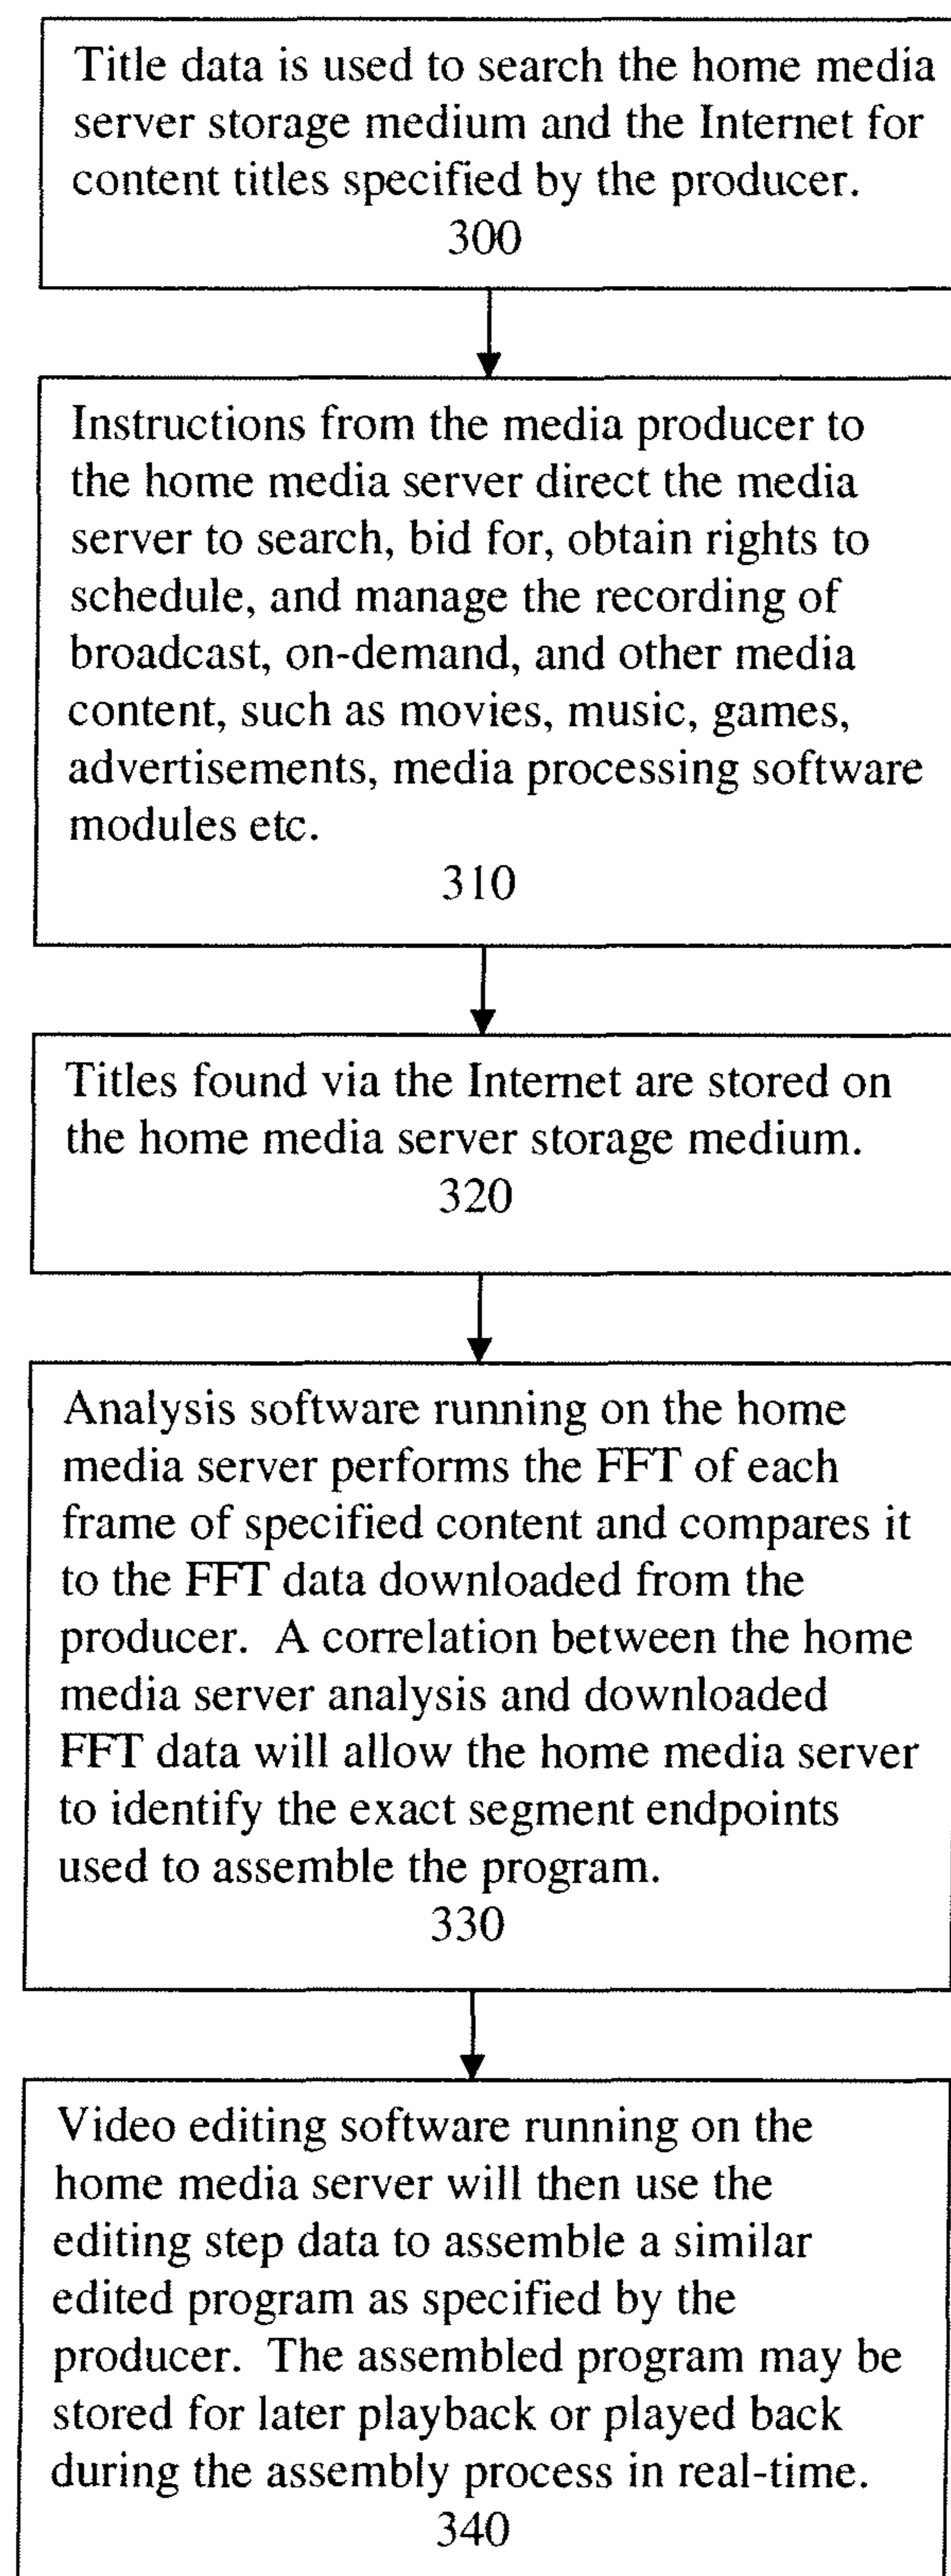 Title data is used to search the home media
server storage medium and the Internet for
content titles specified by the producer.
300
Instructions from the media producer to
the home media server direct the media
server to search, bid for, obtain rights to
schedule, and manage the recording of
broadcast, on-demand, and other media
content, such as movies, music, games,
advertisements, media processing software
modules etc.
310
Titles found via the Internet are stored on
the home media server storage medium.
320
Analysis software running on the home
media server performs the FFT of each
frame of specified content and compares it
to the FFT data downloaded from the
producer.  A correlation between the home
media server analysis and downloaded
FFT data will allow the home media server
to identify the exact segment endpoints
used to assemble the program.
330
Video editing software running on the
home media server will then use the
editing step data to assemble a similar
edited program as specified by the
producer.  The assembled program may be
stored for later playback or played back
during the assembly process in real-time.
340